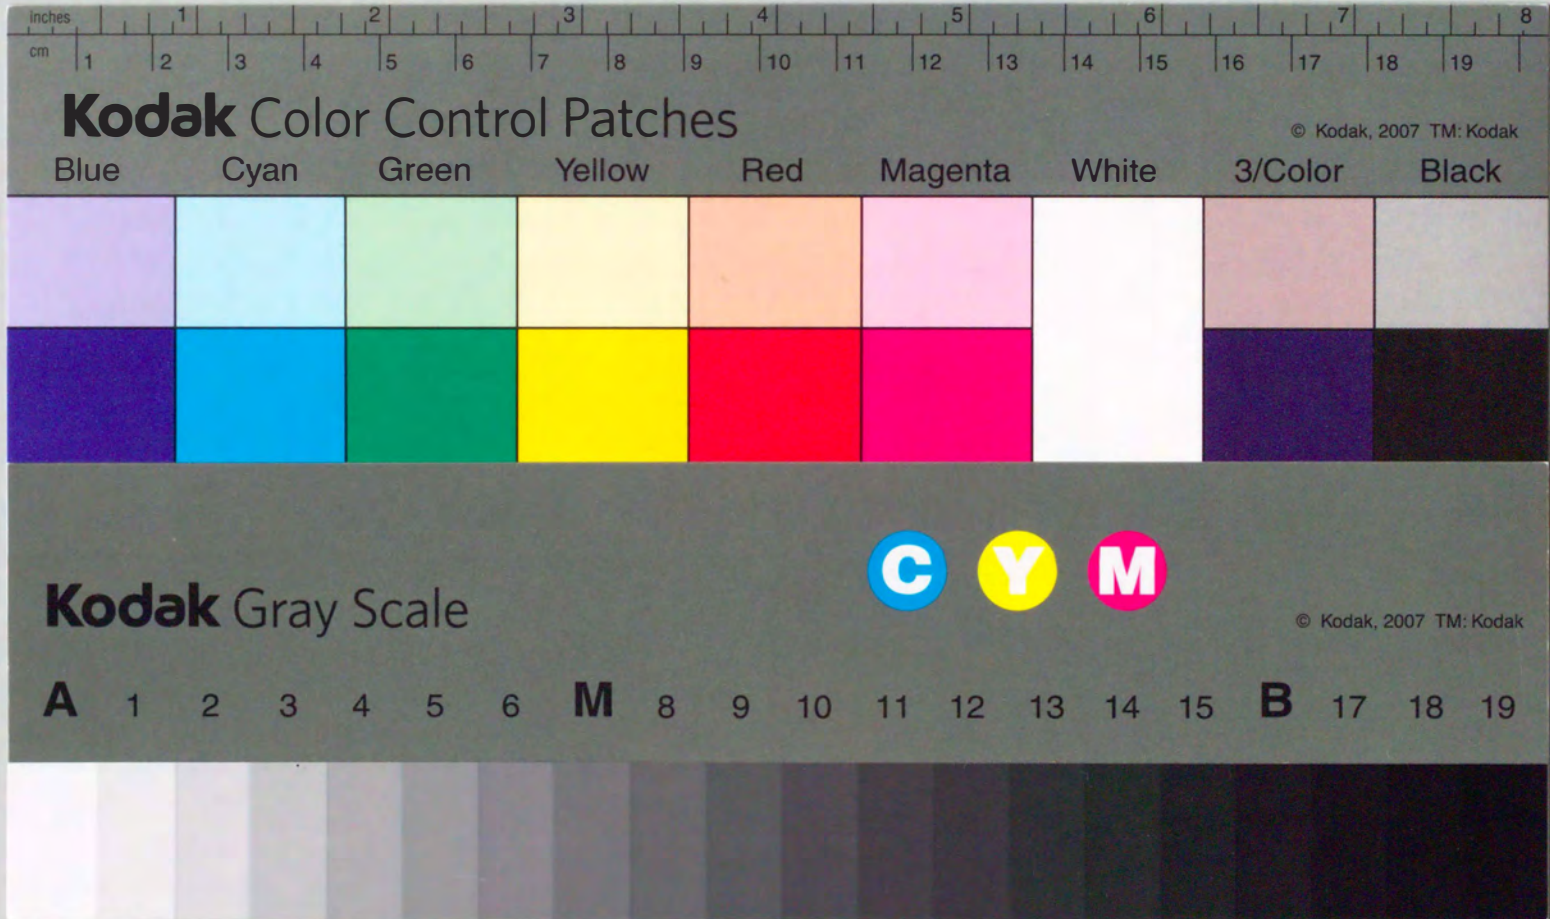 inches 1 2 3 4 5 6 7 8
cm 1 2 3 4 5 6 7 8 9 10 11 12 13 14 15 16 17 18 19
Kodak Color Control Patches
© Kodak, 2007 TM: Kodak
Blue Cyan Green Yellow Red Magenta White 3/Color Black
C Y M
Kodak Gray Scale
© Kodak, 2007 TM: Kodak
A 1 2 3 4 5 6 M 8 9 10 11 12 13 14 15 B 17 18 19